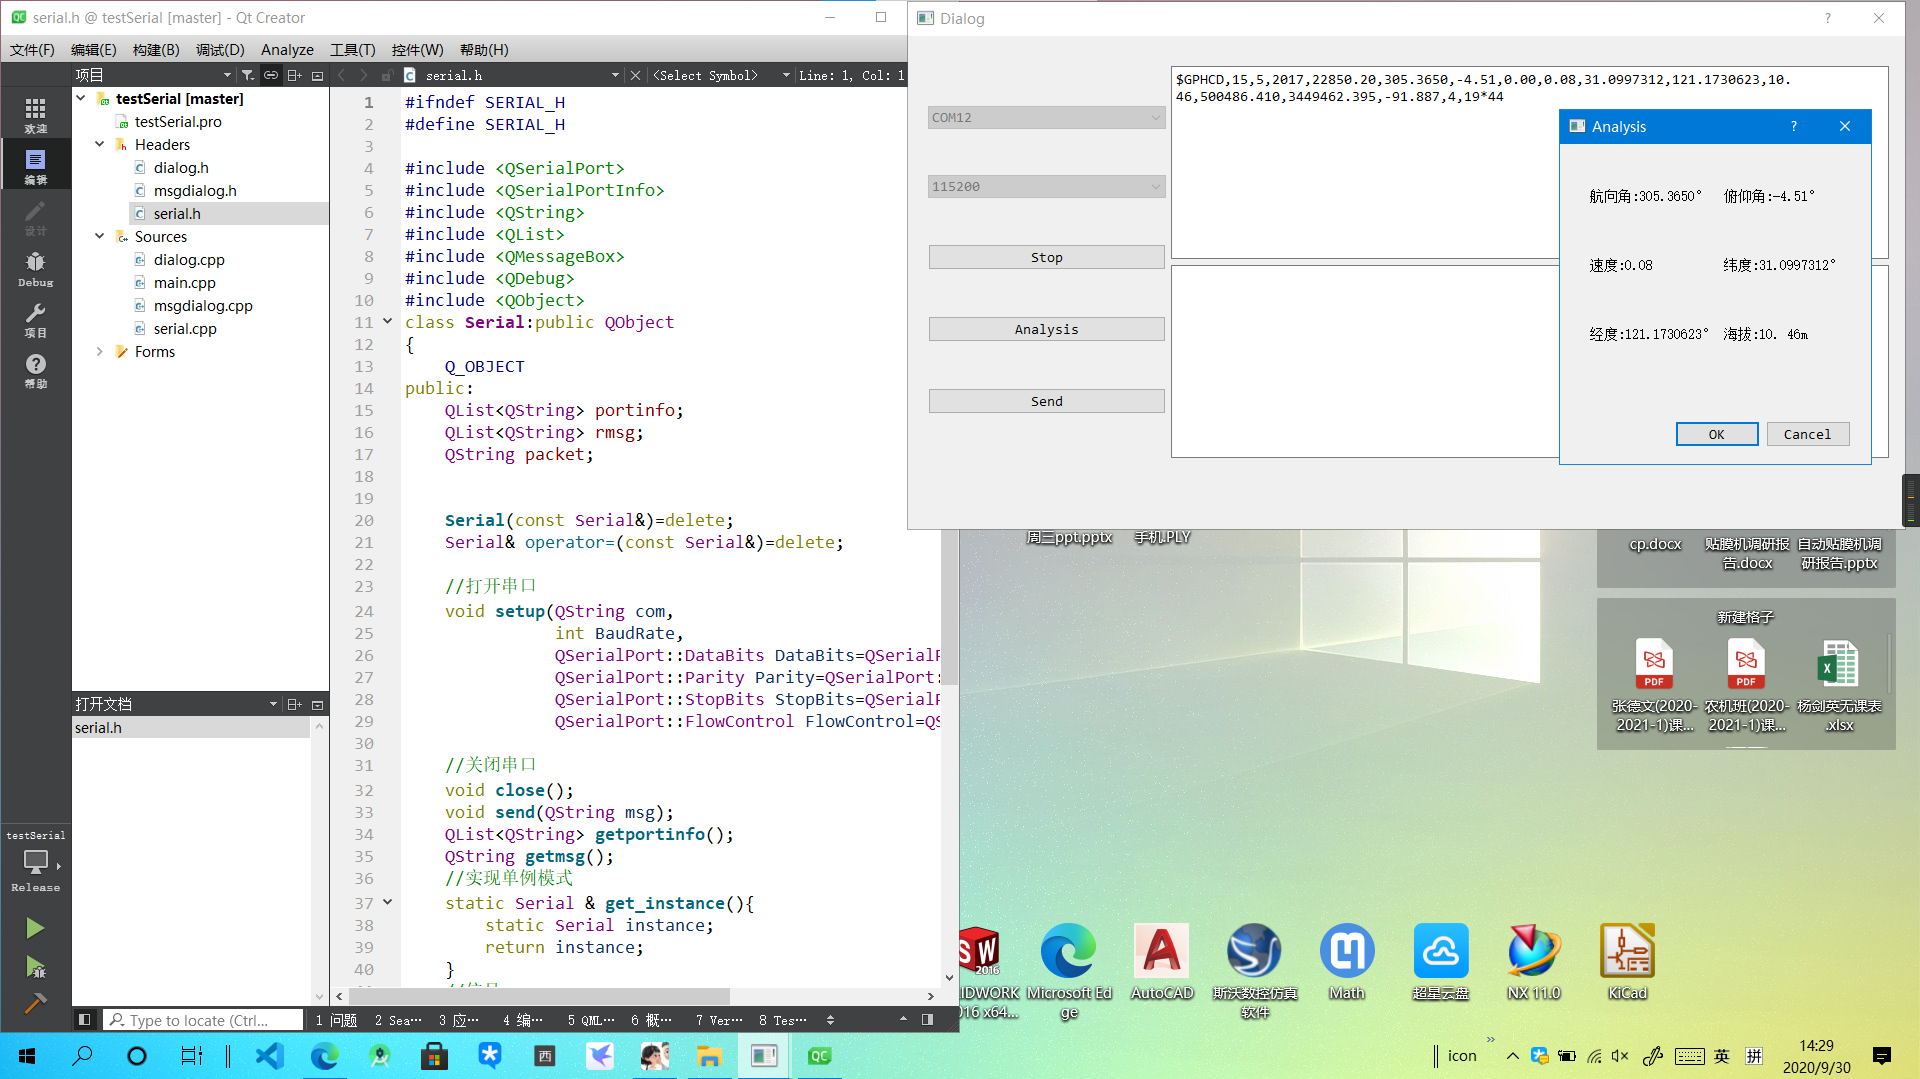 serial.h @ testSerial [master] - Qt Creator
文件(F) 编辑(E) 构建(B) 调试(D) Analyze 工具(T) 控件(W) 帮助(H)
项目
serial.h
<Select Symbol>
Line: 1, Col: 1
欢迎
编辑
设计
Debug
项目
帮助
testSerial
Release
testSerial [master]
testSerial.pro
Headers
dialog.h
msgdialog.h
serial.h
Sources
dialog.cpp
main.cpp
msgdialog.cpp
serial.cpp
Forms
打开文档
serial.h
1 #ifndef SERIAL_H
2 #define SERIAL_H
3
4 #include <QSerialPort>
5 #include <QSerialPortInfo>
6 #include <QString>
7 #include <QList>
8 #include <QMessageBox>
9 #include <QDebug>
10 #include <QObject>
11 class Serial:public QObject
12 {
13 Q_OBJECT
14 public:
15 QList<QString> portinfo;
16 QList<QString> rmsg;
17 QString packet;
18
19
20 Serial(const Serial&)=delete;
21 Serial& operator=(const Serial&)=delete;
22
23 //打开串口
24 void setup(QString com,
25 int BaudRate,
26 QSerialPort::DataBits DataBits=QSerialP
27 QSerialPort::Parity Parity=QSerialPort:
28 QSerialPort::StopBits StopBits=QSerialP
29 QSerialPort::FlowControl FlowControl=QS
30
31 //关闭串口
32 void close();
33 void send(QString msg);
34 QList<QString> getportinfo();
35 QString getmsg();
36 //实现单例模式
37 static Serial & get_instance(){
38 static Serial instance;
39 return instance;
40 }
Type to locate (Ctrl...
1 问题 2 Sea… 3 应… 4 编… 5 QML… 6 概… 7 Ver… 8 Tes…
Dialog
COM12
115200
Stop
Analysis
Send
$GPHCD,15,5,2017,22850.20,305.3650,-4.51,0.00,0.08,31.0997312,121.1730623,10.
46,500486.410,3449462.395,-91.887,4,19*44
Analysis
航向角:305.3650° 俯仰角:-4.51°
速度:0.08 纬度:31.0997312°
经度:121.1730623° 海拔:10. 46m
OK Cancel
周三ppt.pptx
手机.PLY
cp.docx
贴膜机调研报
告.docx
自动贴膜机调
研报告.pptx
新建格子
PDF
张德文(2020-
2021-1)课...
PDF
农机班(2020-
2021-1)课...
X
杨剑英无课表
.xlsx
SW
2016
IDWORK
016 x64...
Microsoft Ed
ge
AutoCAD
斯沃数控仿真
软件
Math
超星云盘
NX 11.0
KiCad
西
QC
icon
英
拼
14:29
2020/9/30